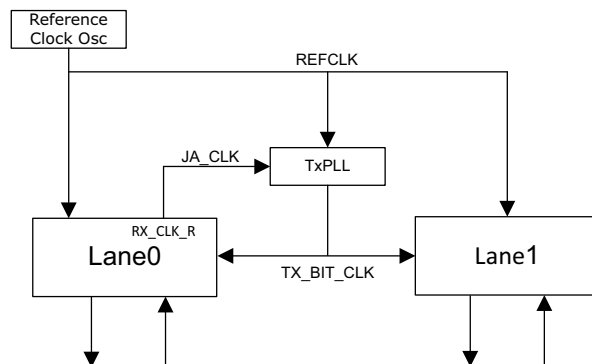 Reference
Clock Osc
REFCLK
JA_CLK
TxPLL
RX_CLK_R
Lane0
Lane1
TX_BIT_CLK